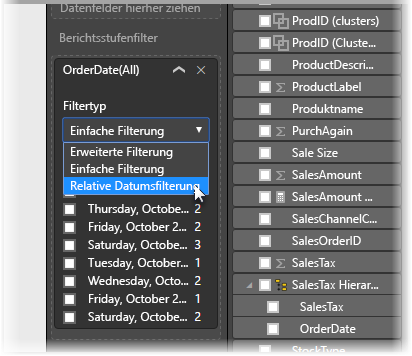 Datenfelder hierher ziehen
Berichtsstufenfilter
OrderDate(All)
Filtertyp
Einfache Filterung
Erweiterte Filterung
Einfache Filterung
Relative Datumsfilterung
Thursday, Octobe... 2
Friday, October 2... 2
Saturday, Octobe... 3
Tuesday, October... 1
Wednesday, Octo... 2
Friday, October 2... 1
Saturday, Octobe... 2
ProdID (clusters)
ProdID (Cluste...
ProductDescri...
ProductLabel
Produktname
PurchAgain
Sale Size
SalesAmount
SalesAmount ...
SalesChannelC...
SalesOrderID
SalesTax
SalesTax Hierar...
SalesTax
OrderDate
StockType